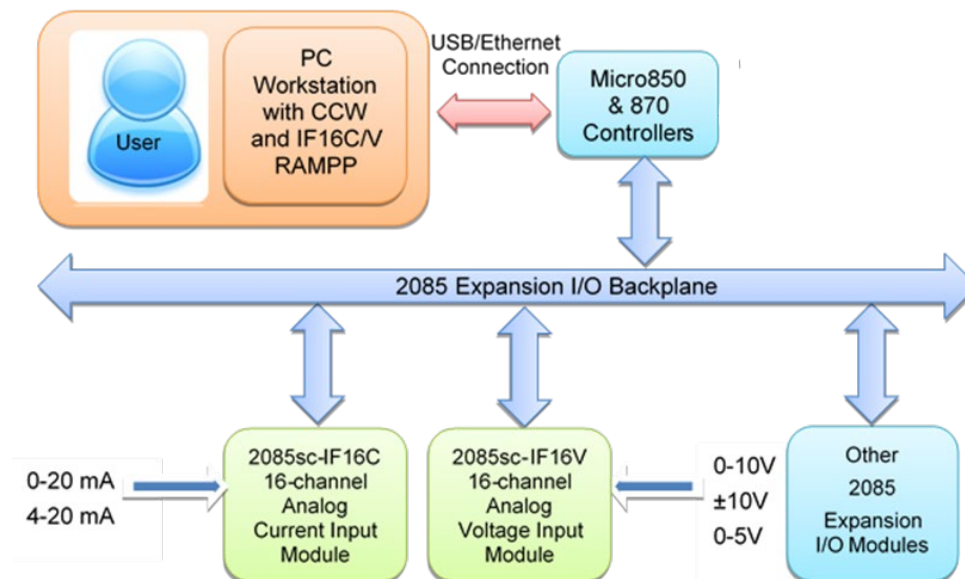 User
PC
Workstation
with CCW
and IF16C/V
RAMPP
USB/Ethernet
Connection
Micro850
& 870
Controllers
2085 Expansion I/O Backplane
0-20 mA
4-20 mA
2085sc-IF16C
16-channel
Analog
Current Input
Module
2085sc-IF16V
16-channel
Analog
Voltage Input
Module
0-10V
±10V
0-5V
Other
2085
Expansion
I/O Modules